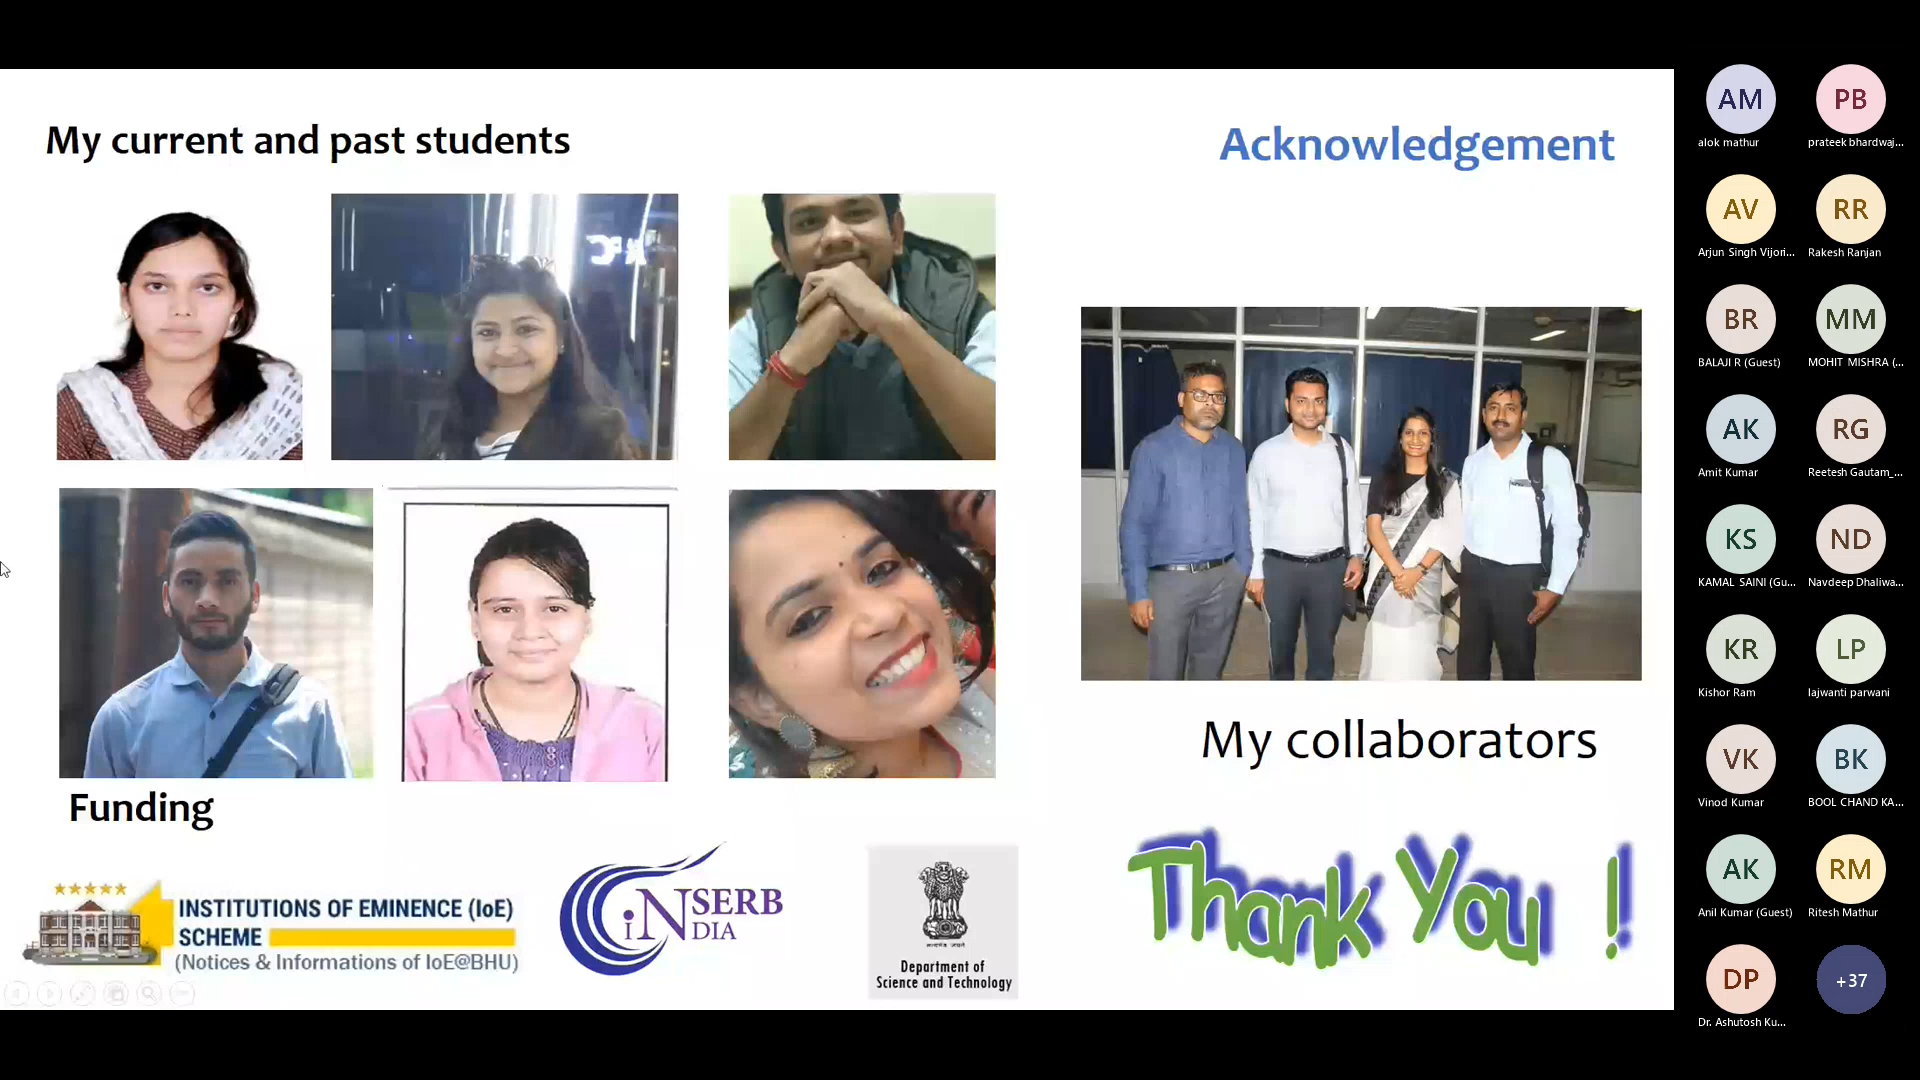 My current and past students
Acknowledgement
My collaborators
Funding
INSTITUTIONS OF EMINENCE (IoE)
SCHEME
(Notices & Informations of IoE@BHU)
SERB
iNDIA
Department of
Science and Technology
Thank You !
AM
alok mathur
PB
prateek bhardwaj...
AV
Arjun Singh Vijori...
RR
Rakesh Ranjan
BR
BALAJI R (Guest)
MM
MOHIT MISHRA (...
AK
Amit Kumar
RG
Reetesh Gautam_...
KS
KAMAL SAINI (Gu...
ND
Navdeep Dhaliwa...
KR
Kishor Ram
LP
lajwanti parwani
VK
Vinod Kumar
BK
BOOL CHAND KA...
AK
Anil Kumar (Guest)
RM
Ritesh Mathur
DP
Dr. Ashutosh Ku...
+37